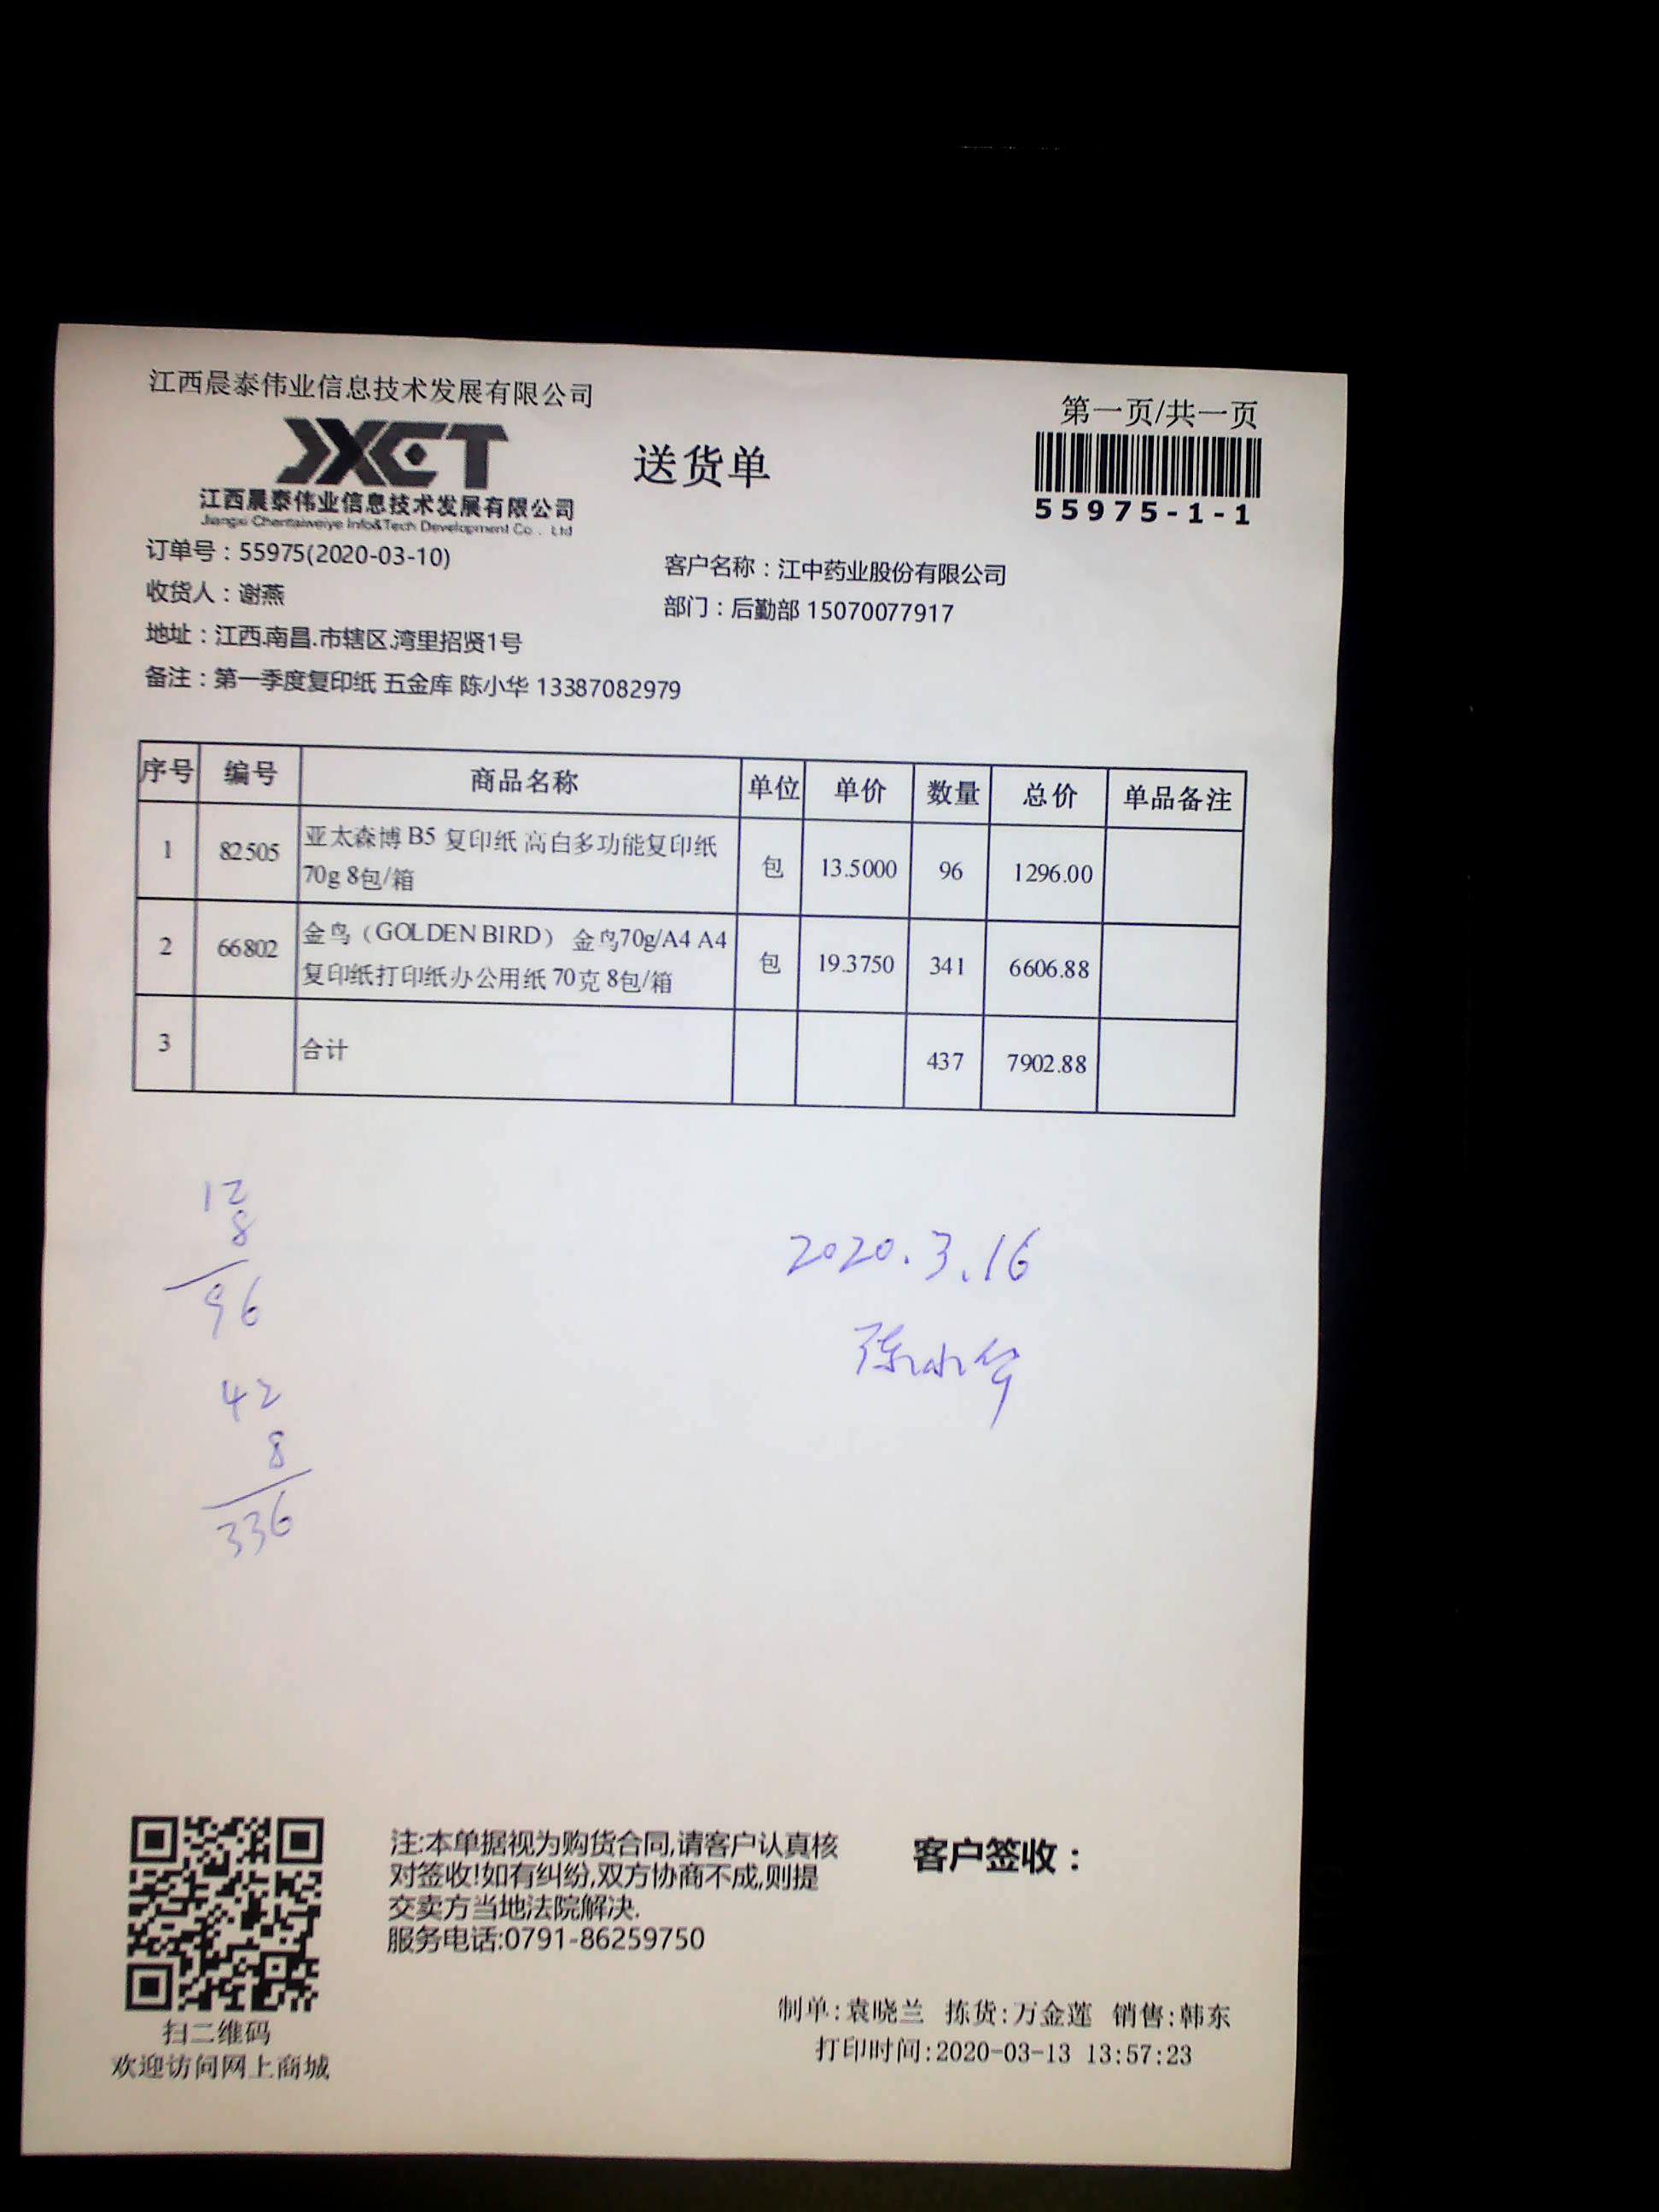 江西晨泰伟业信息技术发展有限公司
第一页/共一页
JXCT
送货单
江西晨泰伟业信息技术发展有限公司
Jiangxi Chentaiweiye Info&Tech Development Co . Ltd
55975-1-1
订单号：55975(2020-03-10)
客户名称：江中药业股份有限公司
收货人：谢燕
部门：后勤部 15070077917
地址：江西.南昌.市辖区.湾里招贤1号
备注：第一季度复印纸 五金库 陈小华 13387082979
序号 编号 商品名称 单位 单价 数量 总价 单品备注
1 82505 亚太森博 B5 复印纸 高白多功能复印纸 包 13.5000 96 1296.00
70g 8包/箱
2 66802 金鸟（GOLDEN BIRD） 金鸟70g/A4 A4 包 19.3750 341 6606.88
复印纸打印纸办公用纸 70克 8包/箱
3 合计 437 7902.88
12
8
96
42
8
336
2020.3.16
陈小华
注:本单据视为购货合同,请客户认真核
对签收!如有纠纷,双方协商不成,则提
交卖方当地法院解决.
服务电话:0791-86259750
客户签收：
扫二维码
欢迎访问网上商城
制单:袁晓兰 拣货:万金莲 销售:韩东
打印时间:2020-03-13 13:57:23